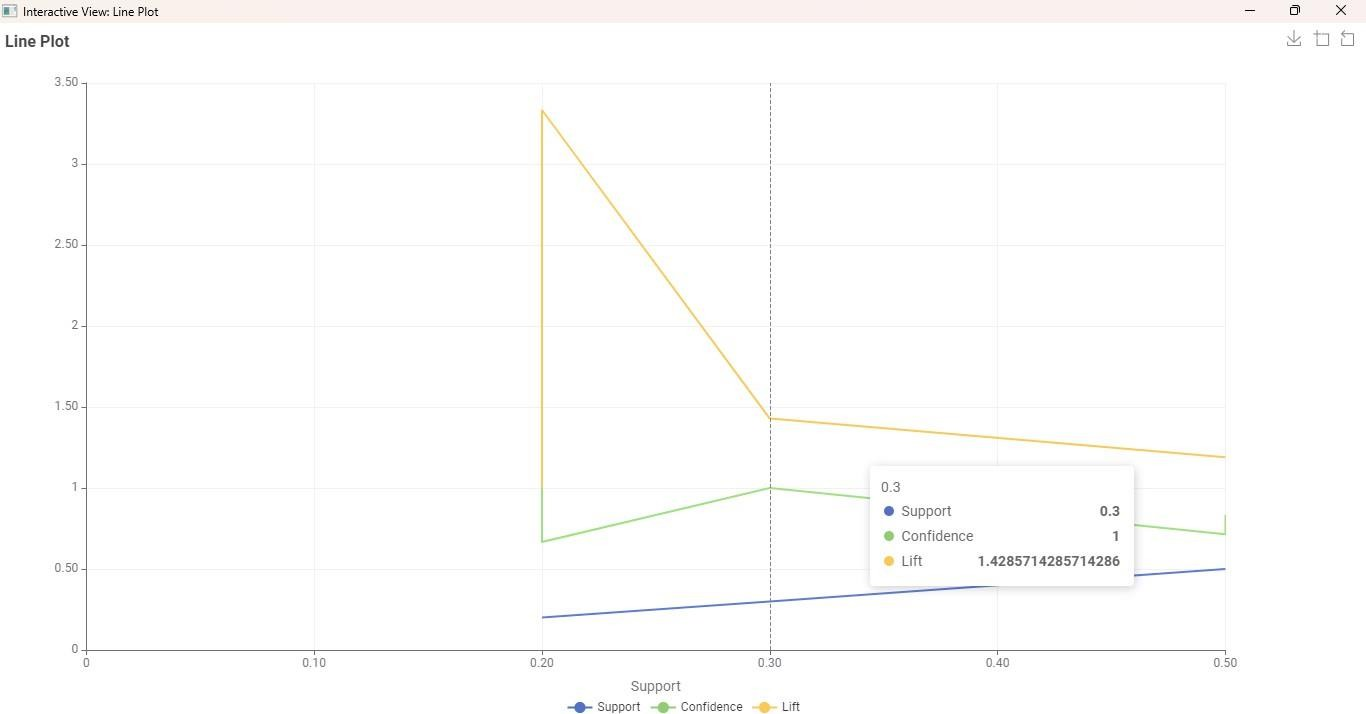 Interactive View: Line Plot
Line Plot
3.50
3
2.50
2
1.50
1
0.50
0
0.3
Support 0.3
Confidence 1
Lift 1.4285714285714286
0 0.10 0.20 0.30 0.40 0.50
Support
Support Confidence Lift